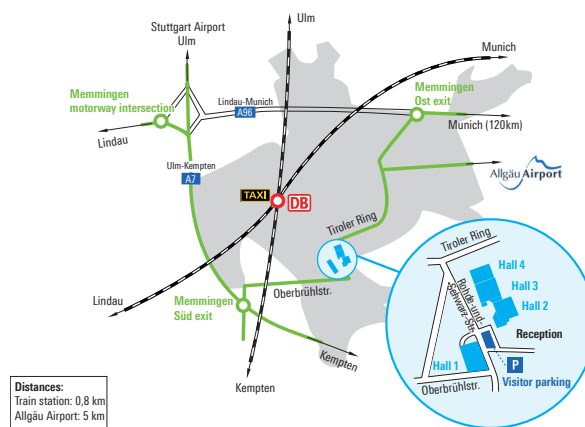 Ulm
Stuttgart Airport
Ulm
Munich
Memmingen
motorway intersection
Memmingen
Ost exit
Lindau-Munich
A96
Munich (120km)
Lindau
Ulm-Kempten
A7
Allgäu Airport
TAXI
DB
Tiroler Ring
Tiroler Ring
Hall 4
Hall 3
Hall 2
Rohde-und-
Schwarz-Str.
Reception
Hall 1
P
Visitor parking
Oberbrühlstr.
Oberbrühlstr.
Lindau
Memmingen
Süd exit
Kempten
Kempten
Distances:
Train station: 0,8 km
Allgäu Airport: 5 km